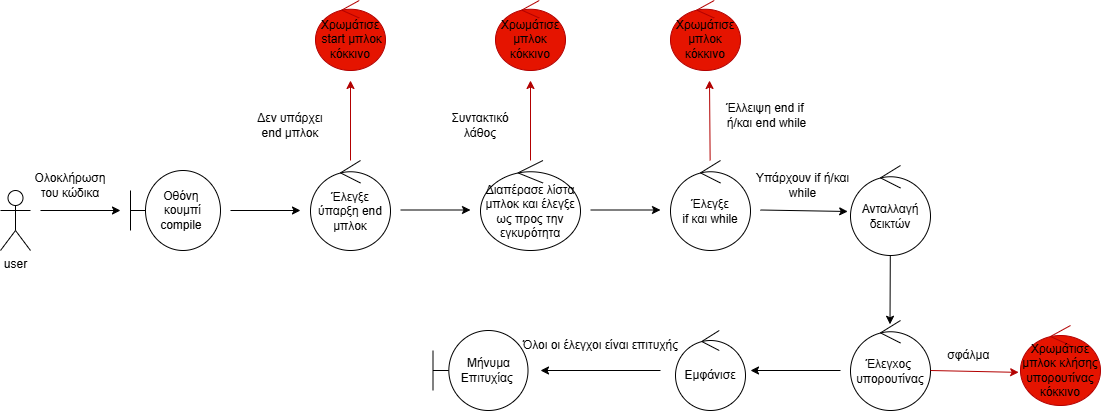 Χρωμάτισε
start μπλοκ
κόκκινο
Χρωμάτισε
μπλοκ
κόκκινο
Χρωμάτισε
μπλοκ
κόκκινο
Δεν υπάρχει
end μπλοκ
Συντακτικό
λάθος
Έλλειψη end if
ή/και end while
Ολοκλήρωση
του κώδικα
user
Οθόνη
κουμπί
compile
Έλεγξε
ύπαρξη end
μπλοκ
Διαπέρασε λίστα
μπλοκ και έλεγξε
ως προς την
εγκυρότητα
Έλεγξε
if και while
Υπάρχουν if ή/και
while
Ανταλλαγή
δεικτών
Μήνυμα
Επιτυχίας
Όλοι οι έλεγχοι είναι επιτυχής
Εμφάνισε
Έλεγχος
υπορουτίνας
σφάλμα
Χρωμάτισε
μπλοκ κλήσης
υπορουτίνας
κόκκινο